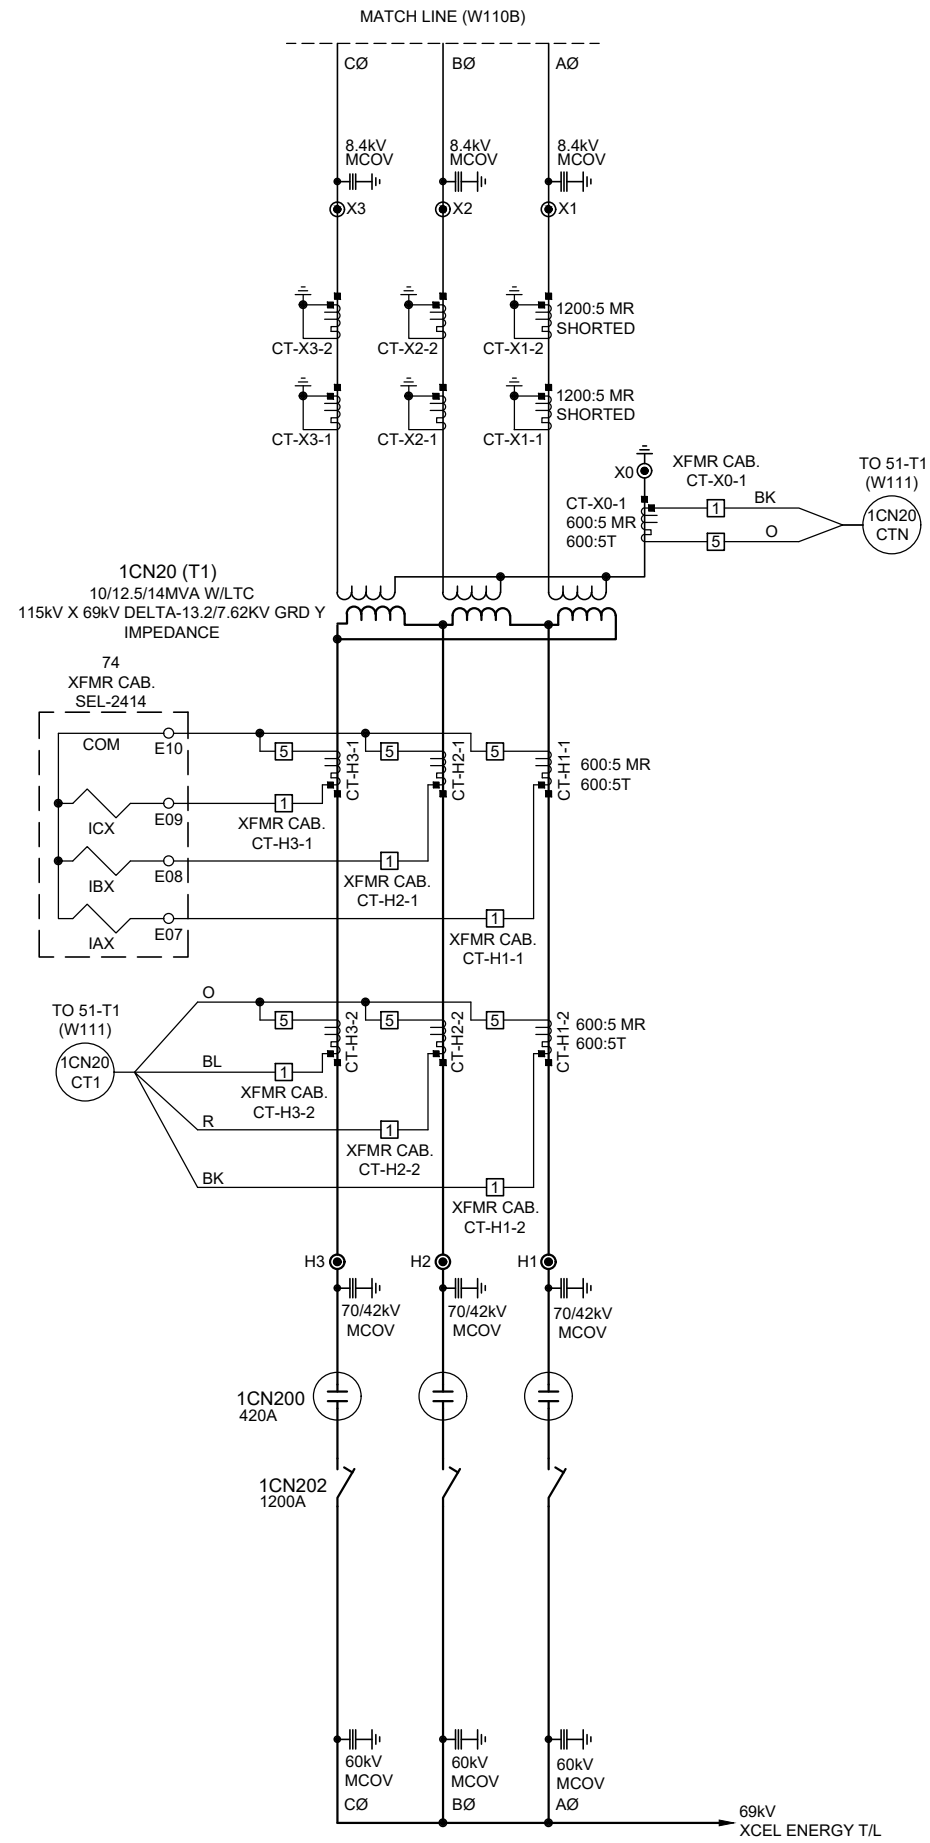 MATCH LINE (W110B)
CØ
BØ
AØ
8.4kV
MCOV
8.4kV
MCOV
8.4kV
MCOV
X3
X2
X1
1200:5 MR
SHORTED
CT-X3-2
CT-X2-2
CT-X1-2
1200:5 MR
SHORTED
CT-X3-1
CT-X2-1
CT-X1-1
X0
XFMR CAB.
CT-X0-1
TO 51-T1
(W111)
CT-X0-1
600:5 MR
600:5T
1
BK
5
O
1CN20
CTN
1CN20 (T1)
10/12.5/14MVA W/LTC
115kV X 69kV DELTA-13.2/7.62KV GRD Y
IMPEDANCE
74
XFMR CAB.
SEL-2414
COM
E10
5
CT-H3-1
5
CT-H2-1
5
CT-H1-1
600:5 MR
600:5T
ICX
E09
1
XFMR CAB.
CT-H3-1
IBX
E08
1
XFMR CAB.
CT-H2-1
IAX
E07
1
XFMR CAB.
CT-H1-1
TO 51-T1
(W111)
1CN20
CT1
O
5
CT-H3-2
5
CT-H2-2
5
CT-H1-2
600:5 MR
600:5T
BL
1
XFMR CAB.
CT-H3-2
R
1
XFMR CAB.
CT-H2-2
BK
1
XFMR CAB.
CT-H1-2
H3
H2
H1
70/42kV
MCOV
70/42kV
MCOV
70/42kV
MCOV
1CN200
420A
1CN202
1200A
60kV
MCOV
60kV
MCOV
60kV
MCOV
CØ
BØ
AØ
69kV
XCEL ENERGY T/L